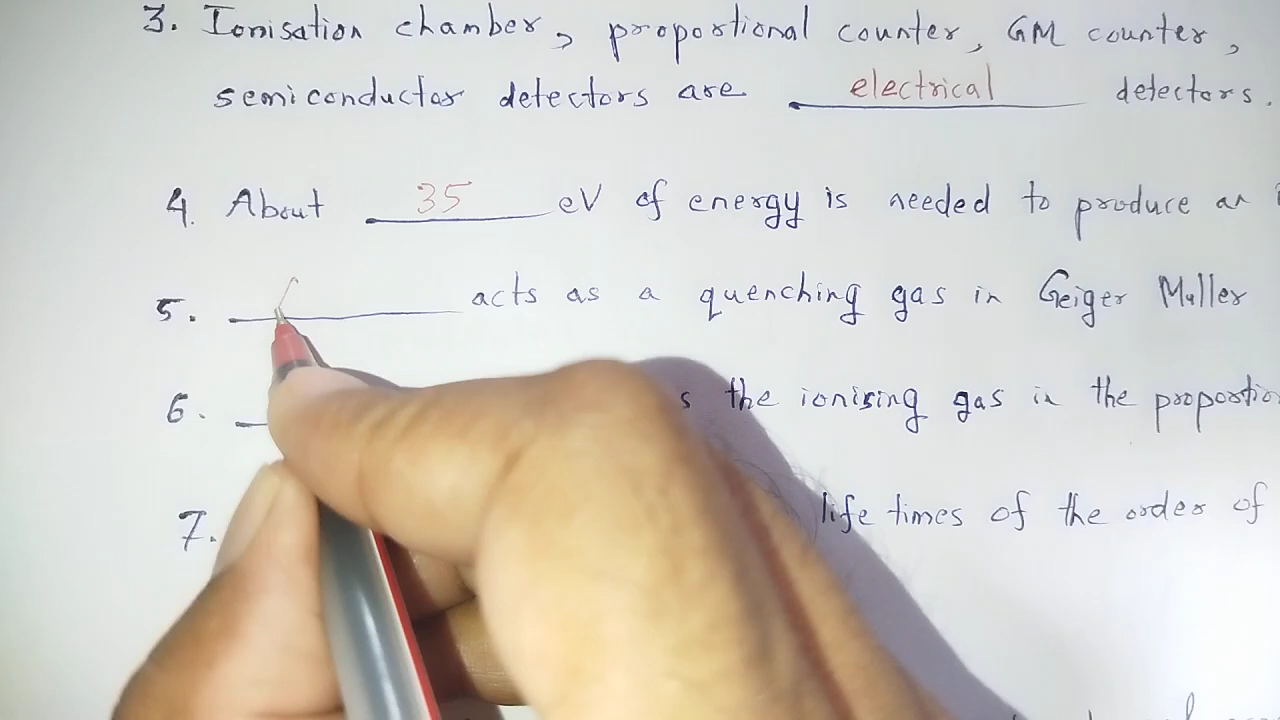 3. Ionisation chamber, proportional counter, GM counter,
semiconductor detectors are electrical detectors.
4. About 35 eV of energy is needed to produce an
5. acts as a quenching gas in Geiger Muller
6. the ionising gas in the
7. life times of the order of